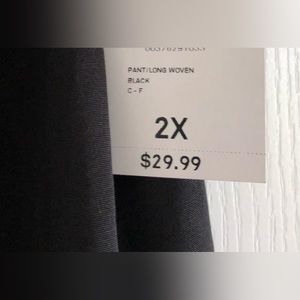 PANT/LONG WOVEN
BLACK
C - F
2X
$29.99